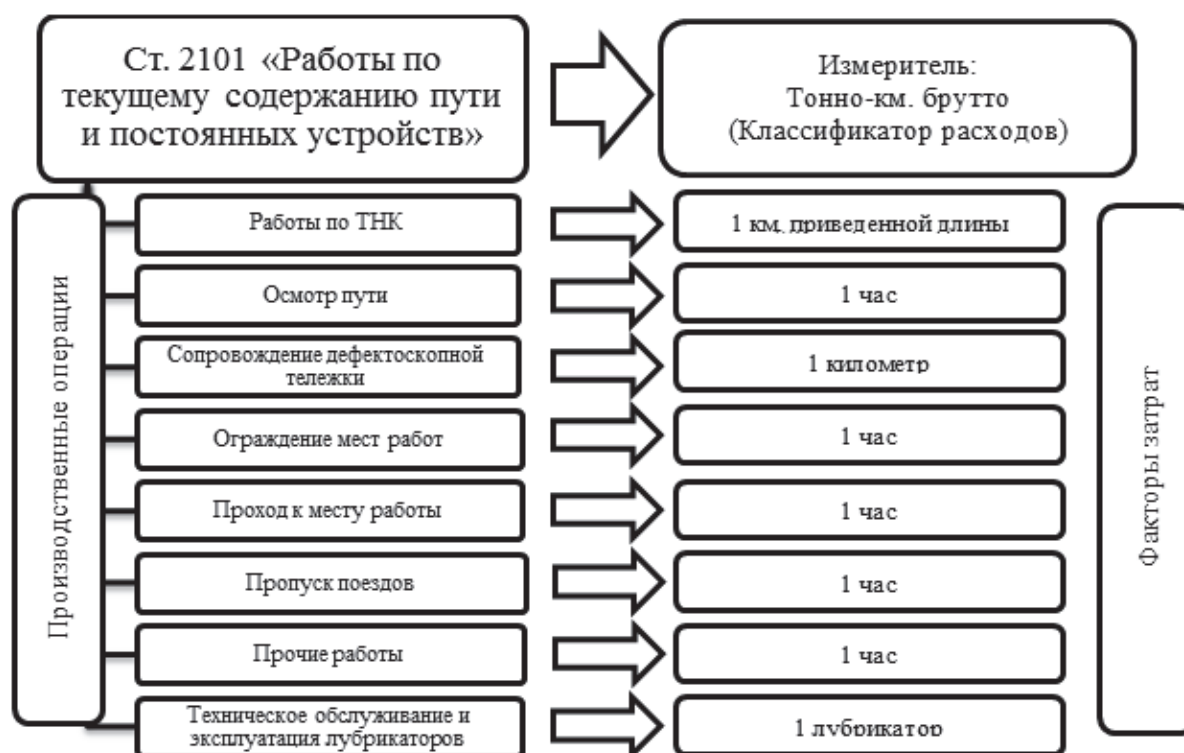 Ст. 2101 «Работы по
текущему содержанию пути
и постоянных устройств»
Измеритель:
Тонно-км. брутто
(Классификатор расходов)
Производственные операции
Работы по ТНК
1 км. приведенной длины
Осмотр пути
1 час
Сопровождение дефектоскопной
тележки
1 километр
Ограждение мест работ
1 час
Проход к месту работы
1 час
Пропуск поездов
1 час
Прочие работы
1 час
Техническое обслуживание и
эксплуатация лубрикаторов
1 лубрикатор
Факторы затрат